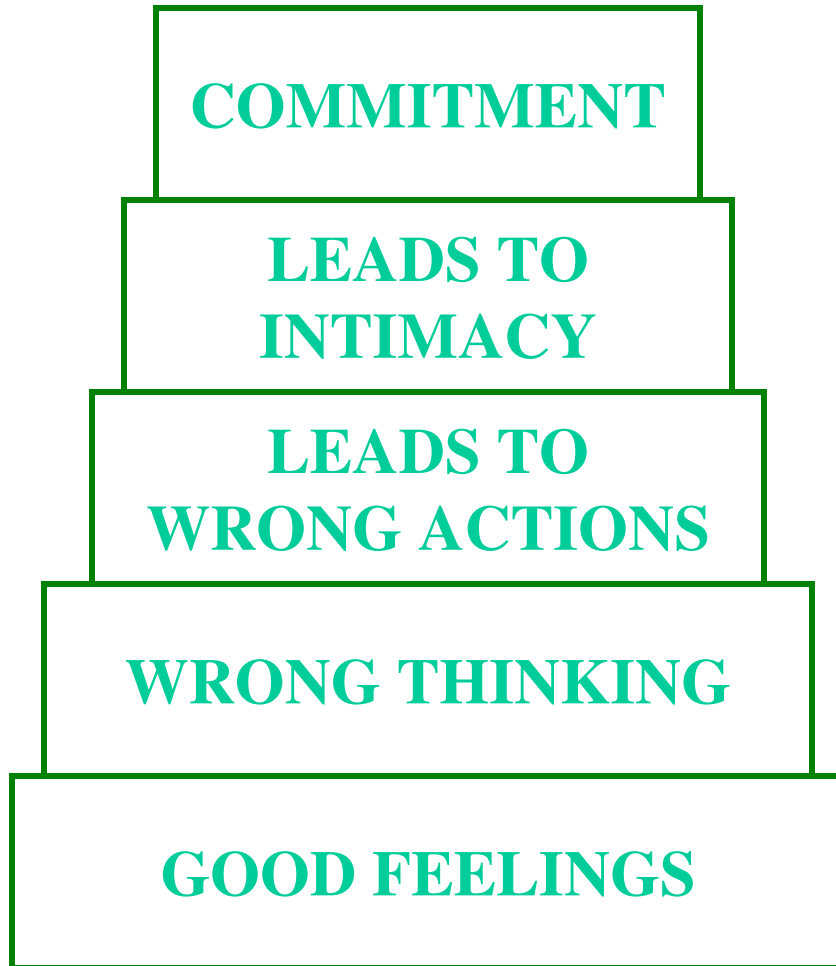 COMMITMENT
LEADS TO
INTIMACY
LEADS TO
WRONG ACTIONS
WRONG THINKING
GOOD FEELINGS